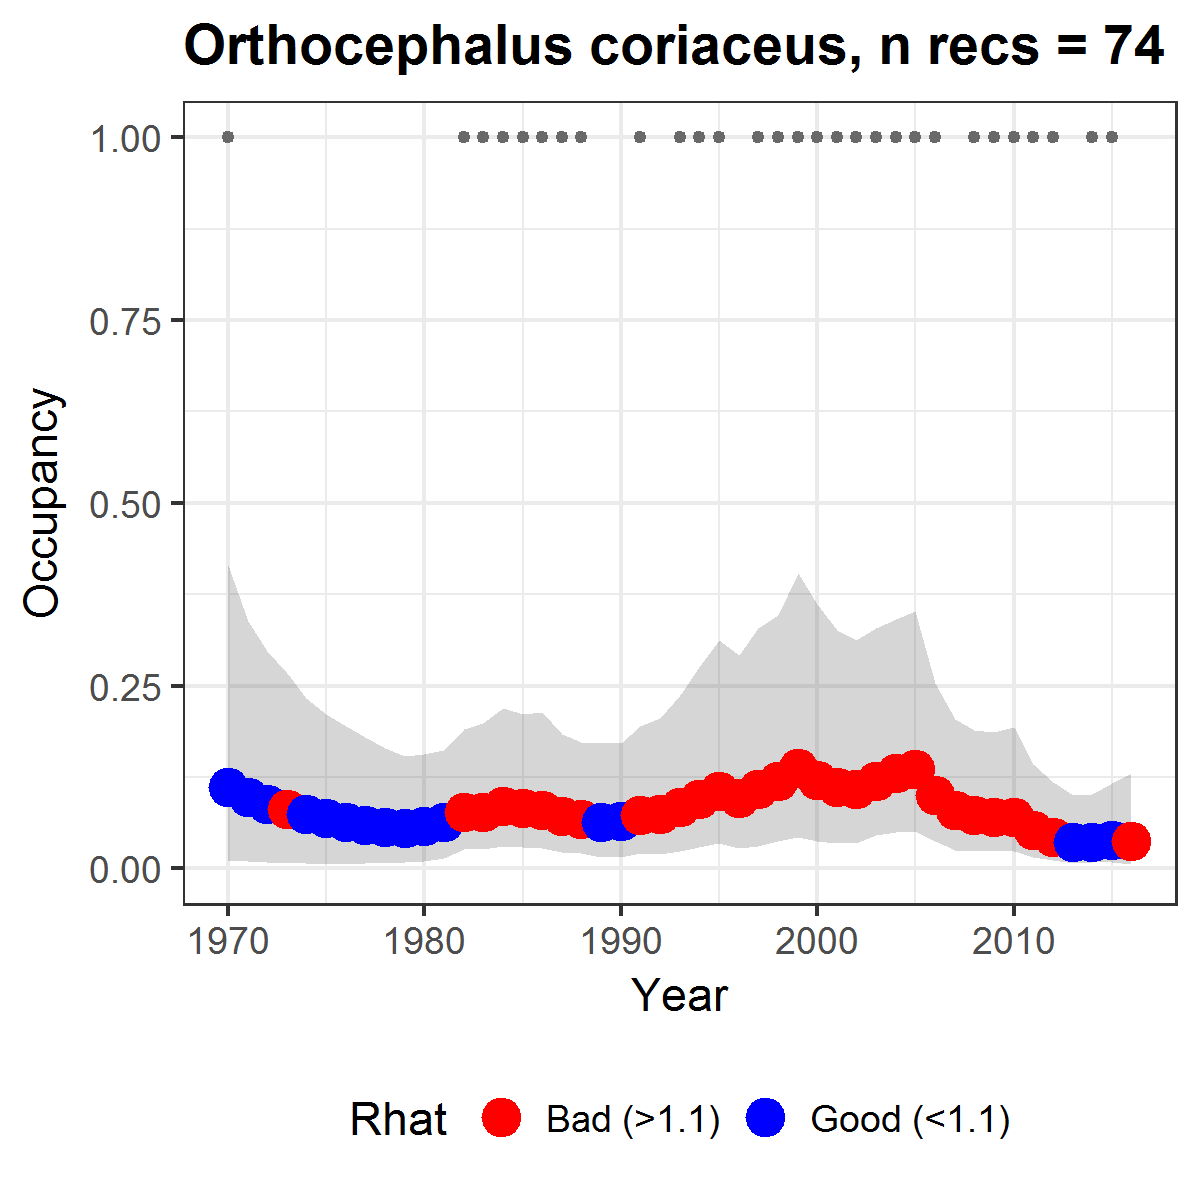 Orthocephalus coriaceus, n recs = 74
1.00
0.75
0.50
0.25
0.00
Occupancy
1970 1980 1990 2000 2010
Year
Rhat Bad (>1.1) Good (<1.1)